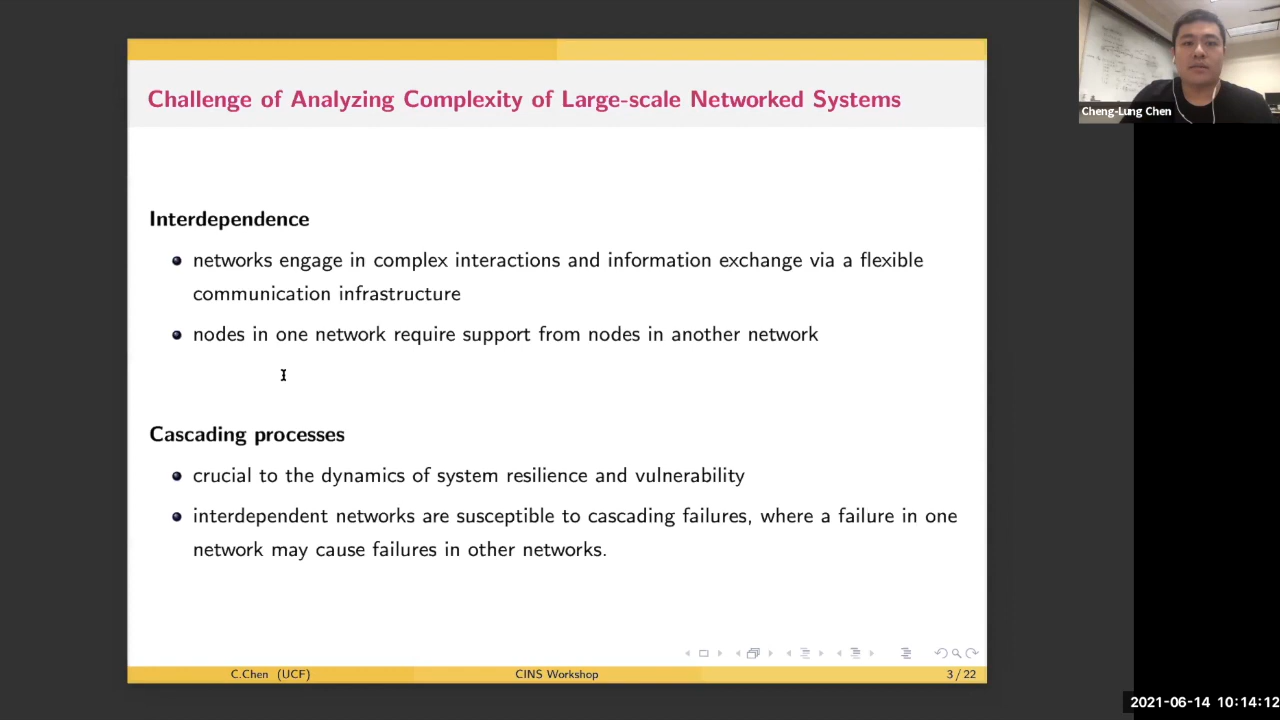 Challenge of Analyzing Complexity of Large-scale Networked Systems
Cheng-Lung Chen
Interdependence
networks engage in complex interactions and information exchange via a flexible
communication infrastructure
nodes in one network require support from nodes in another network
Cascading processes
crucial to the dynamics of system resilience and vulnerability
interdependent networks are susceptible to cascading failures, where a failure in one
network may cause failures in other networks.
C.Chen (UCF)
CINS Workshop
3 / 22
2021-06-14 10:14:12